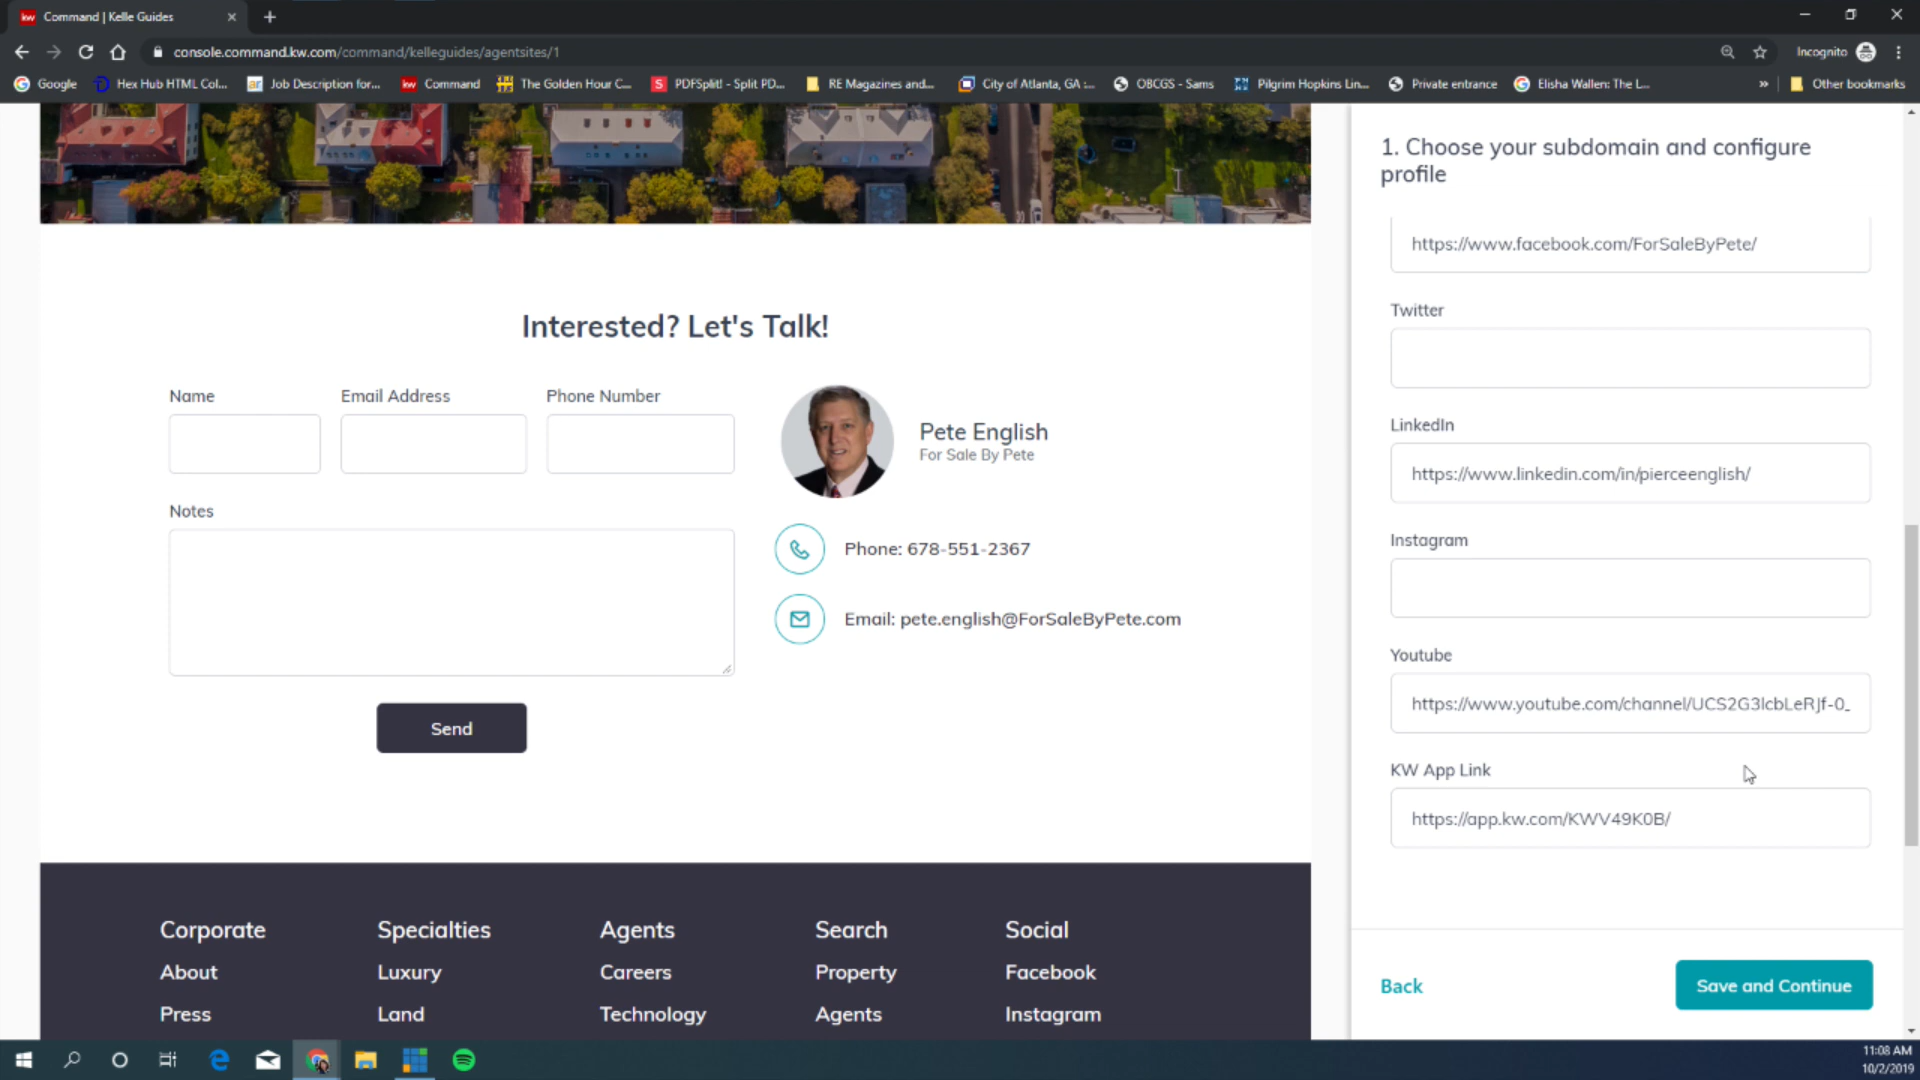 kw Command | Kelle Guides
console.command.kw.com/command/kelleguides/agentsites/1
Incognito
Google
Hex Hub HTML Col...
ar Job Description for...
kw Command
The Golden Hour C...
S PDFSplit! - Split PD...
RE Magazines and...
City of Atlanta, GA :...
OBCGS - Sams
Pilgrim Hopkins Lin...
Private entrance
Elisha Wallen: The L...
»
Other bookmarks
Interested? Let's Talk!
Name
Email Address
Phone Number
Notes
Send
Pete English
For Sale By Pete
Phone: 678-551-2367
Email: pete.english@ForSaleByPete.com
Corporate
About
Press
Specialties
Luxury
Land
Agents
Careers
Technology
Search
Property
Agents
Social
Facebook
Instagram
1. Choose your subdomain and configure
profile
https://www.facebook.com/ForSaleByPete/
Twitter
LinkedIn
https://www.linkedin.com/in/pierceenglish/
Instagram
Youtube
https://www.youtube.com/channel/UCS2G3lcbLeRJf-0_
KW App Link
https://app.kw.com/KWV49K0B/
Back
Save and Continue
11:08 AM
10/2/2019